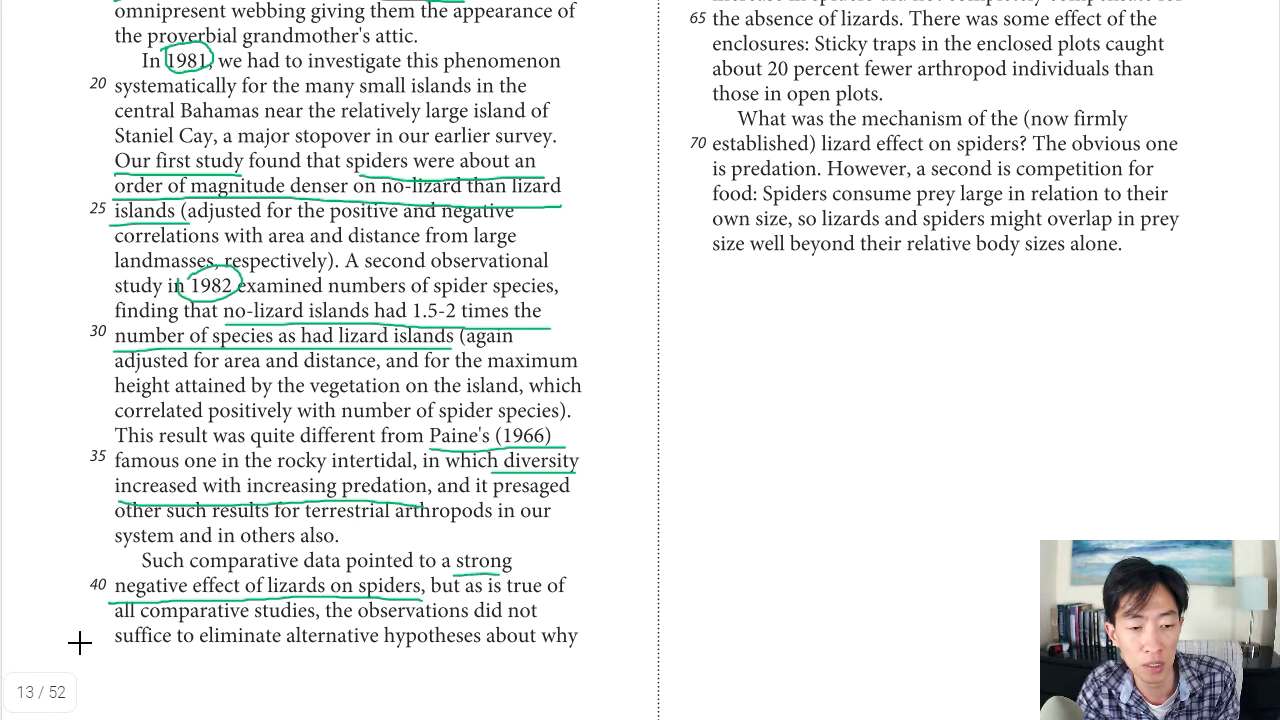 omnipresent webbing giving them the appearance of
the proverbial grandmother's attic.
In 1981, we had to investigate this phenomenon
20 systematically for the many small islands in the
central Bahamas near the relatively large island of
Staniel Cay, a major stopover in our earlier survey.
Our first study found that spiders were about an
order of magnitude denser on no-lizard than lizard
25 islands (adjusted for the positive and negative
correlations with area and distance from large
landmasses, respectively). A second observational
study in 1982 examined numbers of spider species,
finding that no-lizard islands had 1.5-2 times the
30 number of species as had lizard islands (again
adjusted for area and distance, and for the maximum
height attained by the vegetation on the island, which
correlated positively with number of spider species).
This result was quite different from Paine's (1966)
35 famous one in the rocky intertidal, in which diversity
increased with increasing predation, and it presaged
other such results for terrestrial arthropods in our
system and in others also.
Such comparative data pointed to a strong
40 negative effect of lizards on spiders, but as is true of
all comparative studies, the observations did not
suffice to eliminate alternative hypotheses about why
increase in spiders did not completely compensate for
65 the absence of lizards. There was some effect of the
enclosures: Sticky traps in the enclosed plots caught
about 20 percent fewer arthropod individuals than
those in open plots.
What was the mechanism of the (now firmly
70 established) lizard effect on spiders? The obvious one
is predation. However, a second is competition for
food: Spiders consume prey large in relation to their
own size, so lizards and spiders might overlap in prey
size well beyond their relative body sizes alone.
13 / 52